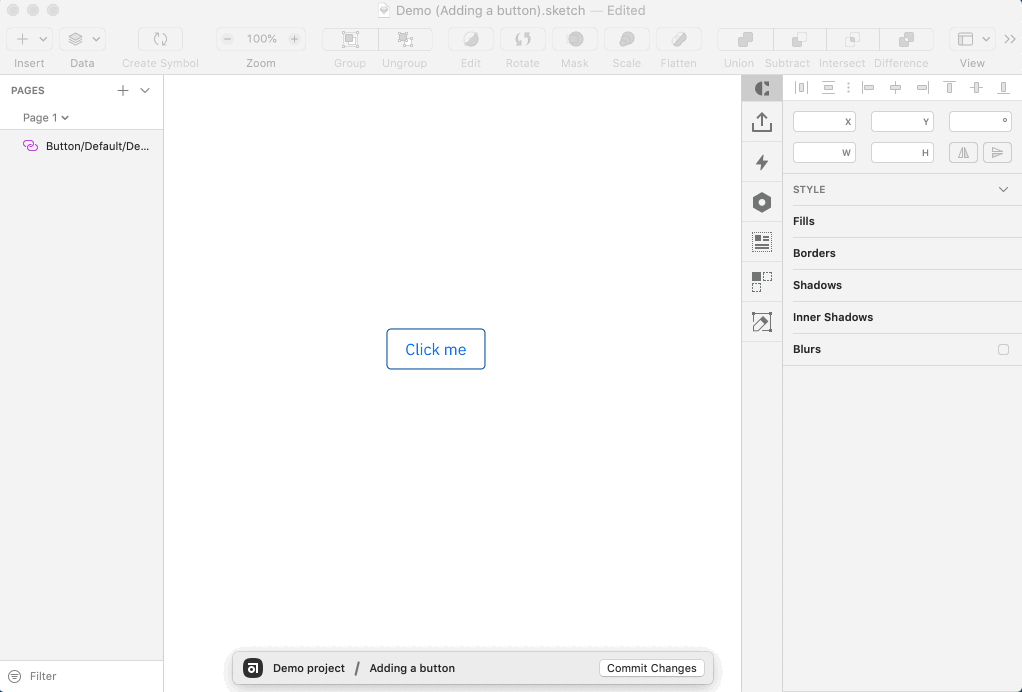 Demo (Adding a button).sketch — Edited
100%
Insert Data Create Symbol Zoom Group Ungroup Edit Rotate Mask Scale Flatten Union Subtract Intersect Difference View
PAGES
Page 1
Button/Default/De...
X Y °
W H
STYLE
Fills
Borders
Shadows
Inner Shadows
Blurs
Click me
Filter
Demo project / Adding a button Commit Changes